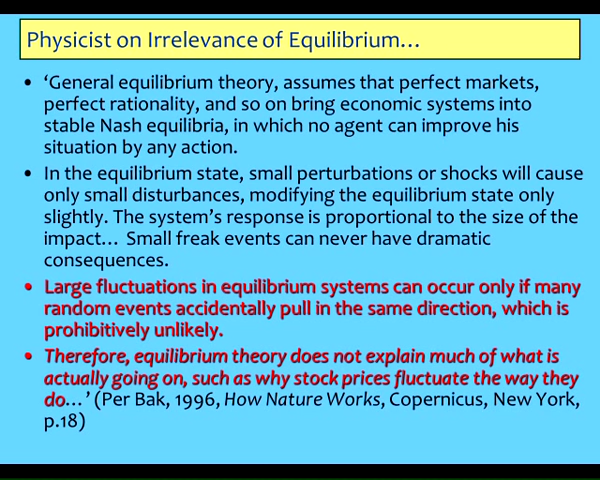 Physicist on Irrelevance of Equilibrium…
• ‘General equilibrium theory, assumes that perfect markets,
perfect rationality, and so on bring economic systems into
stable Nash equilibria, in which no agent can improve his
situation by any action.
• In the equilibrium state, small perturbations or shocks will cause
only small disturbances, modifying the equilibrium state only
slightly. The system’s response is proportional to the size of the
impact… Small freak events can never have dramatic
consequences.
• Large fluctuations in equilibrium systems can occur only if many
random events accidentally pull in the same direction, which is
prohibitively unlikely.
• Therefore, equilibrium theory does not explain much of what is
actually going on, such as why stock prices fluctuate the way they
do…’ (Per Bak, 1996, How Nature Works, Copernicus, New York,
p.18)